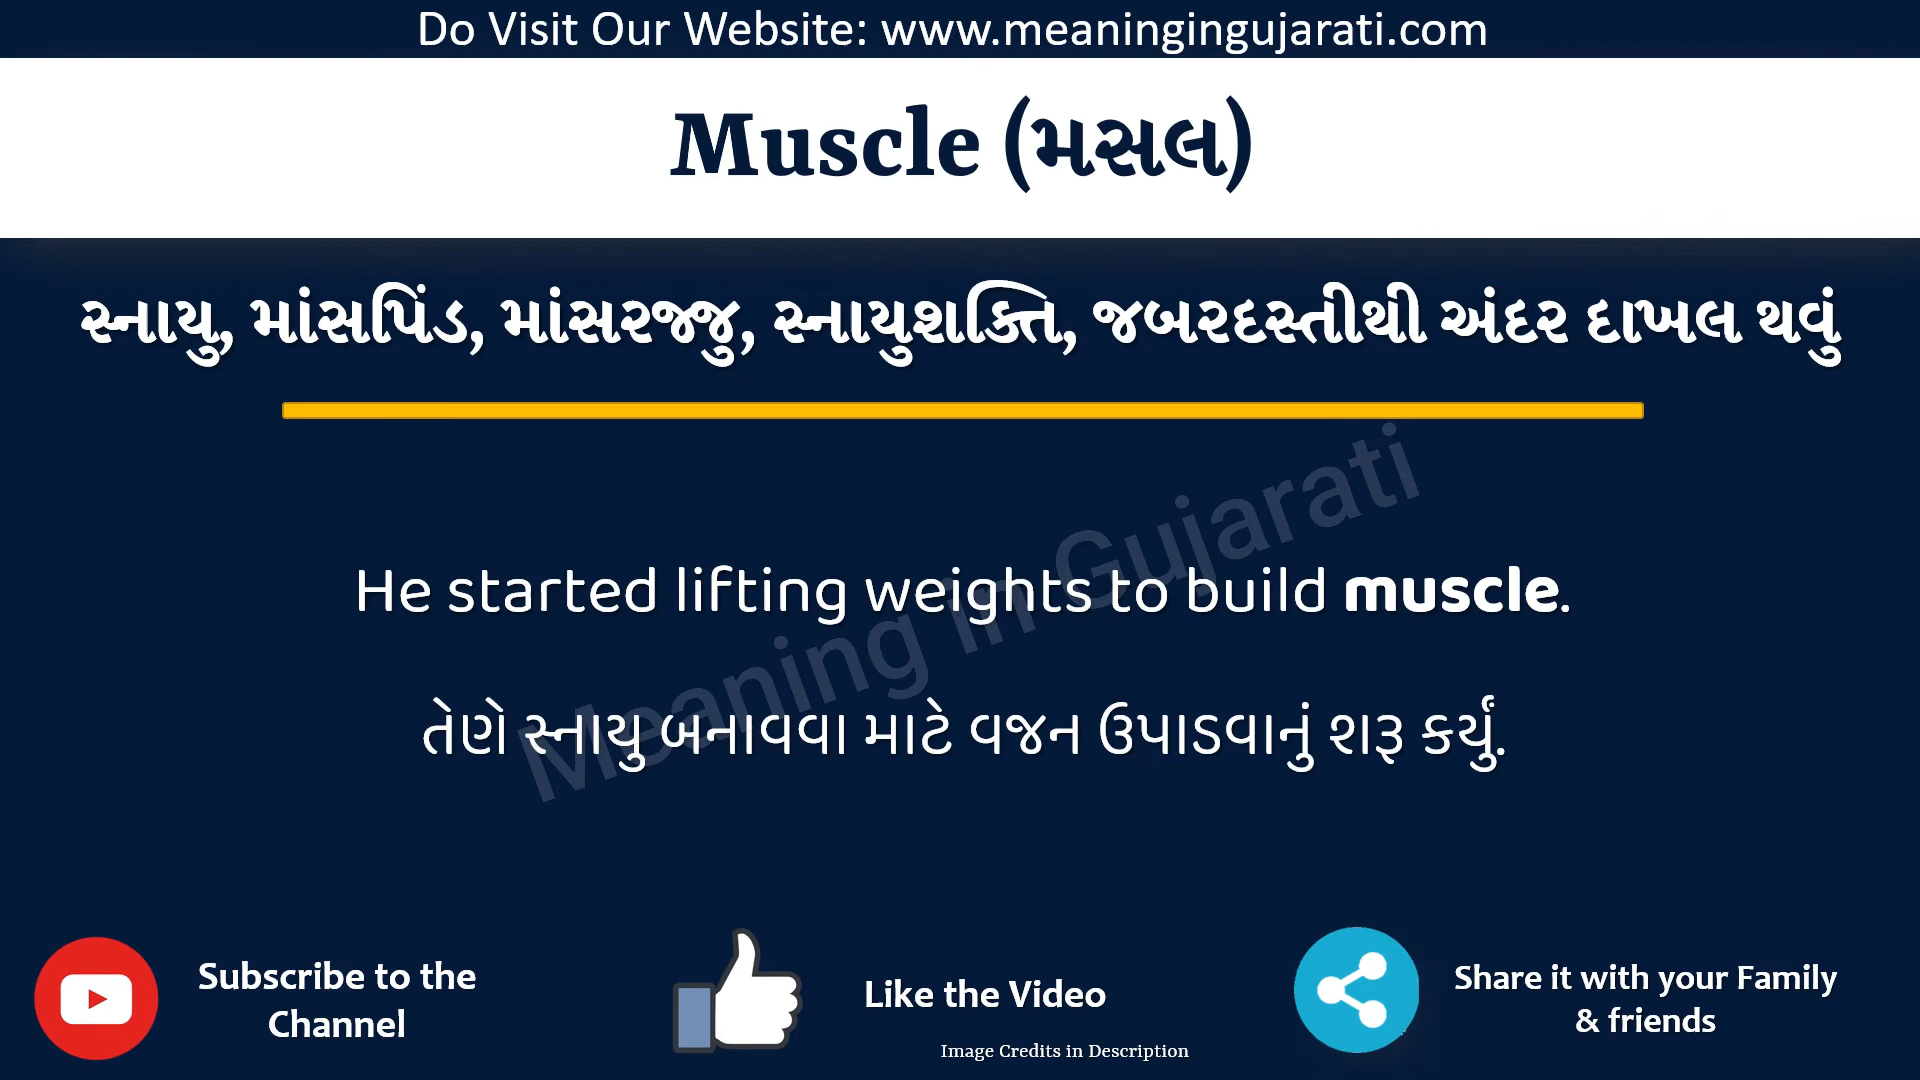 Do Visit Our Website: www.meaningingujarati.com
Muscle (મસલ)
સ્નાયુ, માંસપિંડ, માંસરજ્જુ, સ્નાયુશક્તિ, જબરદસ્તીથી અંદર દાખલ થવું
He started lifting weights to build muscle.
તેણે સ્નાયુ બનાવવા માટે વજન ઉપાડવાનું શરૂ કર્યું.
Meaning in Gujarati
Subscribe to the
Channel
Like the Video
Share it with your Family
& friends
Image Credits in Description